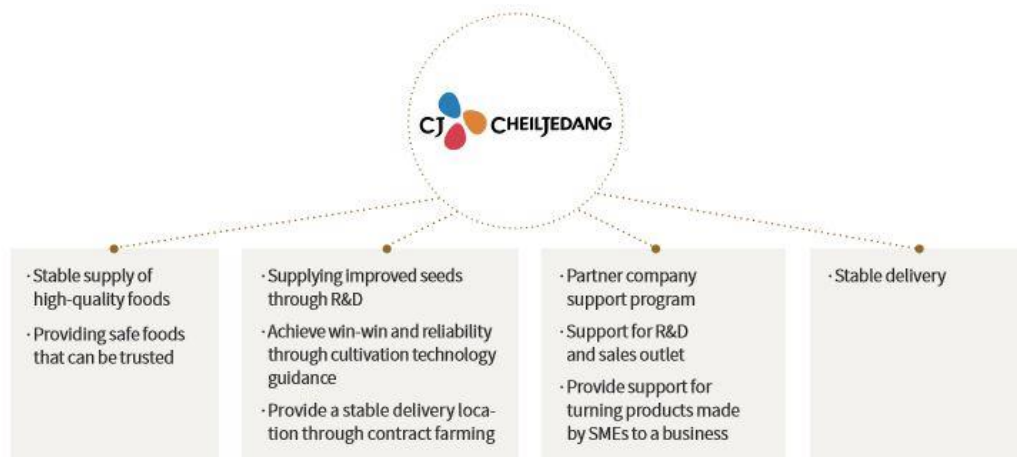 CJ CHEILJEDANG
· Stable supply of
high-quality foods
· Providing safe foods
that can be trusted
· Supplying improved seeds
through R&D
· Achieve win-win and reliability
through cultivation technology
guidance
· Provide a stable delivery loca-
tion through contract farming
· Partner company
support program
· Support for R&D
and sales outlet
· Provide support for
turning products made
by SMEs to a business
· Stable delivery